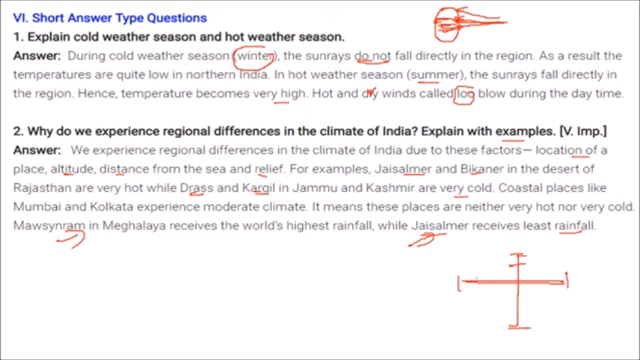 VI. Short Answer Type Questions
1. Explain cold weather season and hot weather season.
Answer: During cold weather season (winter), the sunrays do not fall directly in the region. As a result the
temperatures are quite low in northern India. In hot weather season (summer), the sunrays fall directly in
the region. Hence, temperature becomes very high. Hot and dry winds called loo blow during the day time.
2. Why do we experience regional differences in the climate of India? Explain with examples. [V. Imp.]
Answer: We experience regional differences in the climate of India due to these factors— location of a
place, altitude, distance from the sea and relief. For examples, Jaisalmer and Bikaner in the desert of
Rajasthan are very hot while Drass and Kargil in Jammu and Kashmir are very cold. Coastal places like
Mumbai and Kolkata experience moderate climate. It means these places are neither very hot nor very cold.
Mawsynram in Meghalaya receives the world's highest rainfall, while Jaisalmer receives least rainfall.